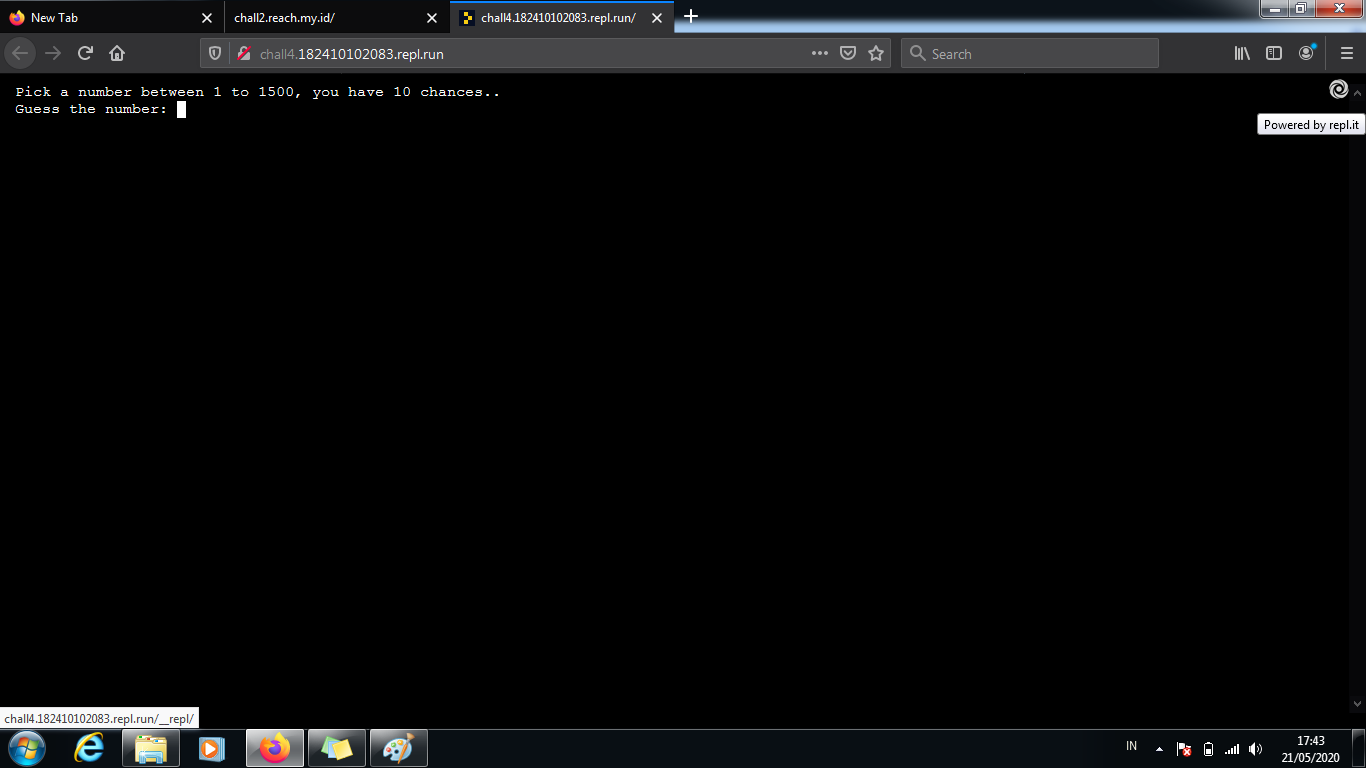 New Tab
chall2.reach.my.id/
chall4.182410102083.repl.run/
chall4.182410102083.repl.run
Search
Pick a number between 1 to 1500, you have 10 chances..
Guess the number:
Powered by repl.it
chall4.182410102083.repl.run/__repl/
IN
17:43
21/05/2020